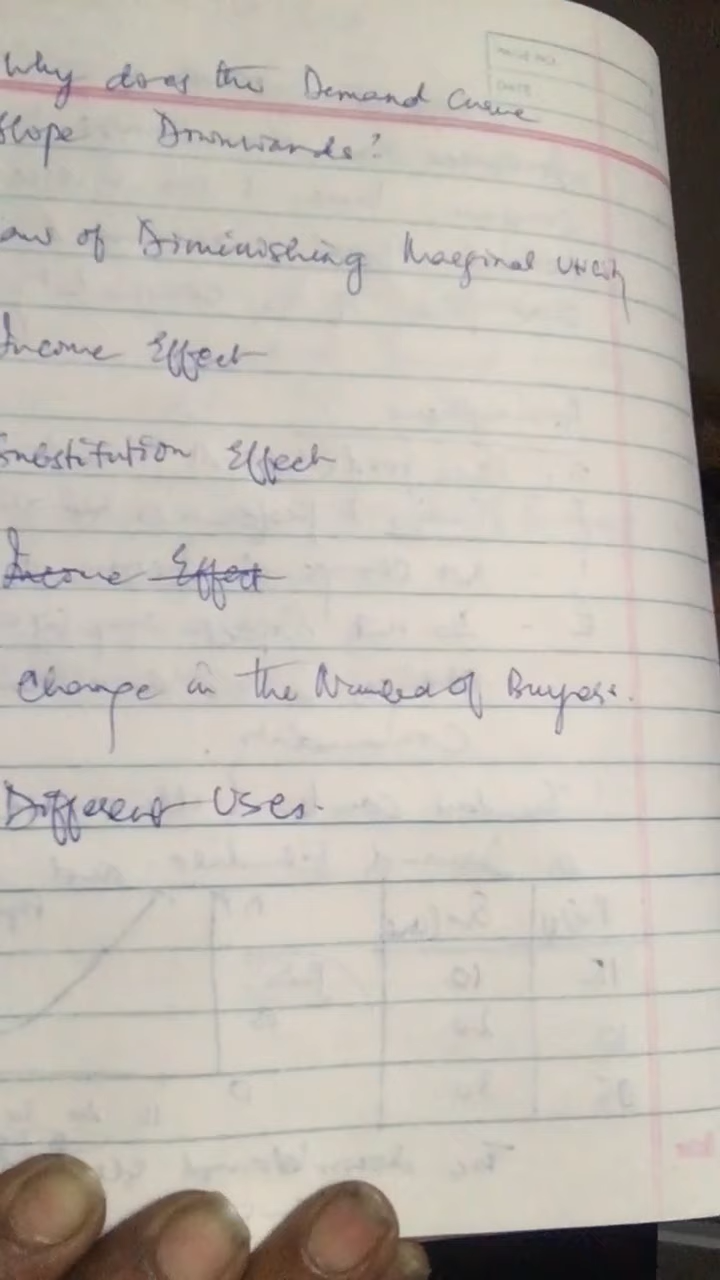 Why does the Demand Curve
Slope Downwards?
aw of Diminishing Marginal Utility
Income Effect
Substitution Effect
Income Effect
Change in the Number of Buyers.
Different Uses.